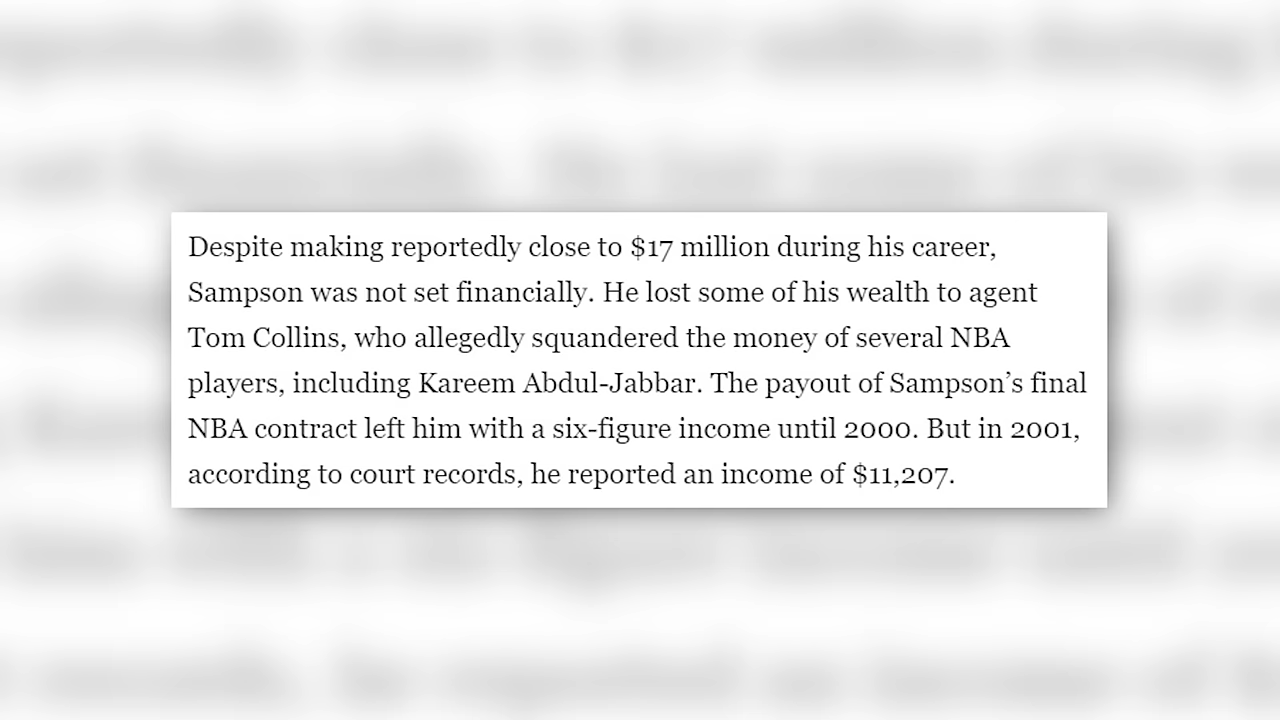 Despite making reportedly close to $17 million during his career,
Sampson was not set financially. He lost some of his wealth to agent
Tom Collins, who allegedly squandered the money of several NBA
players, including Kareem Abdul-Jabbar. The payout of Sampson’s final
NBA contract left him with a six-figure income until 2000. But in 2001,
according to court records, he reported an income of $11,207.